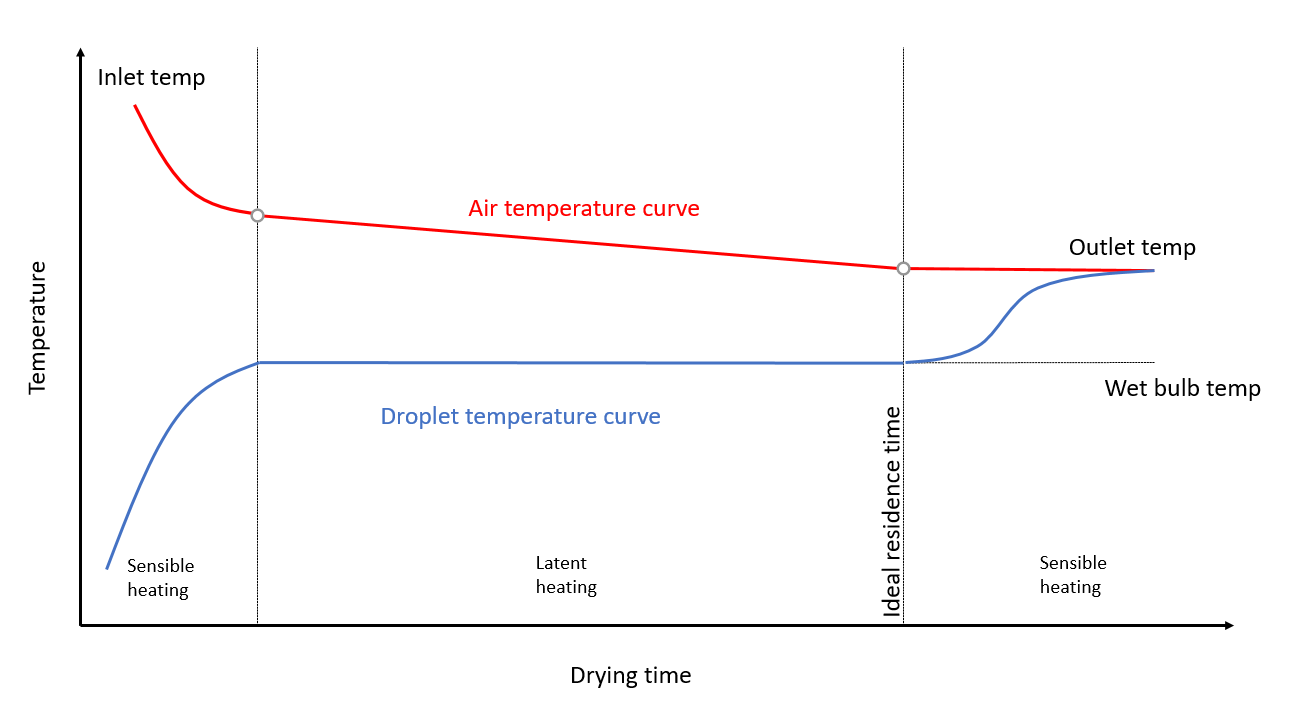 Inlet temp
Air temperature curve
Outlet temp
Temperature
Wet bulb temp
Droplet temperature curve
Ideal residence time
Sensible
heating
Latent
heating
Sensible
heating
Drying time